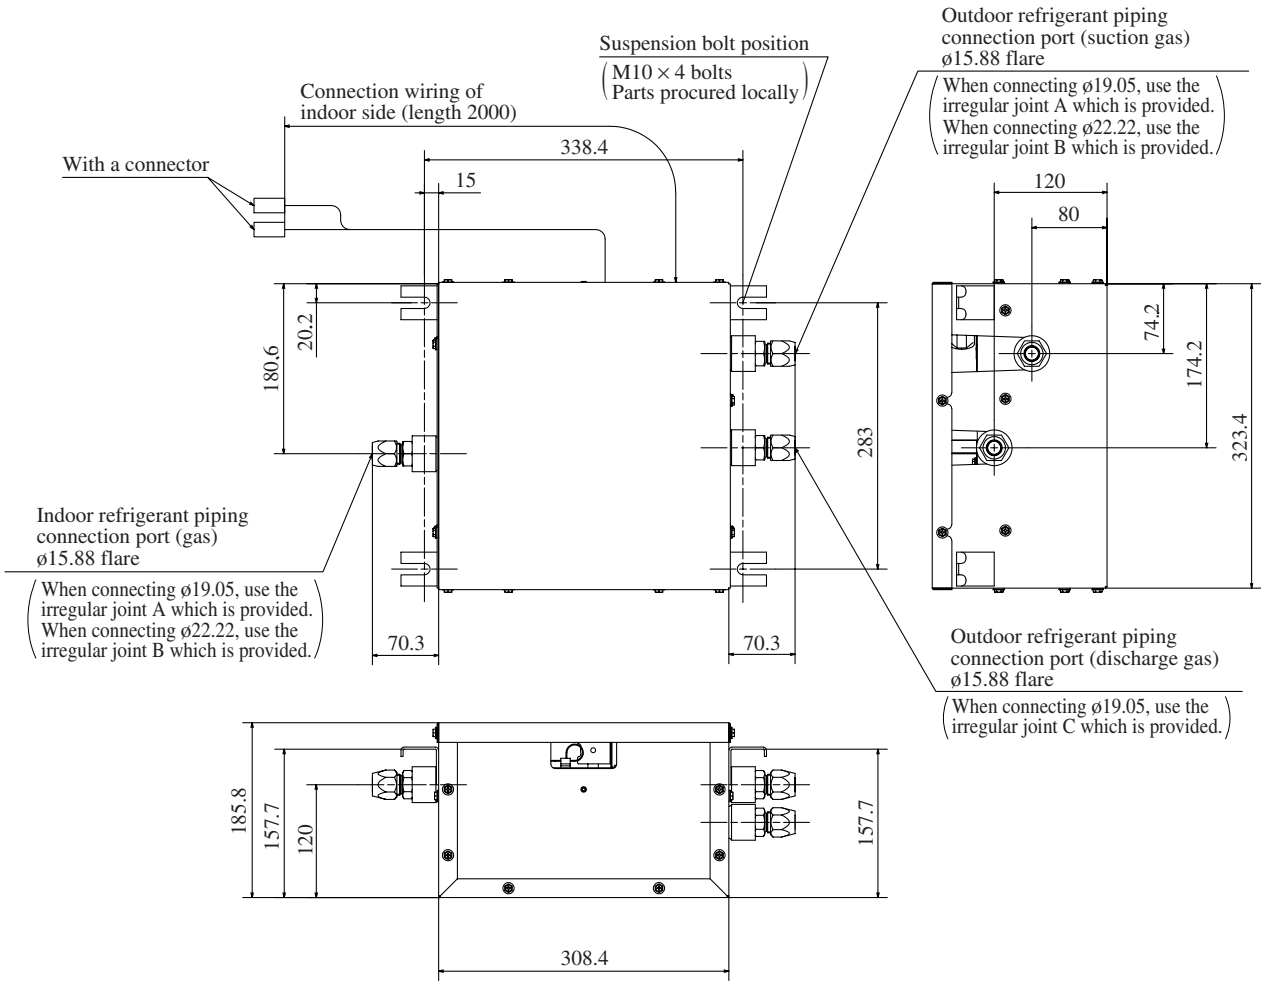 Outdoor refrigerant piping
connection port (suction gas)
ø15.88 flare
(When connecting ø19.05, use the
irregular joint A which is provided.
When connecting ø22.22, use the
irregular joint B which is provided.)
Suspension bolt position
(M10 × 4 bolts
Parts procured locally)
Connection wiring of
indoor side (length 2000)
With a connector
338.4
15
120
80
20.2
180.6
283
74.2
174.2
323.4
Indoor refrigerant piping
connection port (gas)
ø15.88 flare
(When connecting ø19.05, use the
irregular joint A which is provided.
When connecting ø22.22, use the
irregular joint B which is provided.)
70.3
70.3
Outdoor refrigerant piping
connection port (discharge gas)
ø15.88 flare
(When connecting ø19.05, use the
irregular joint C which is provided.)
185.8
157.7
120
157.7
308.4